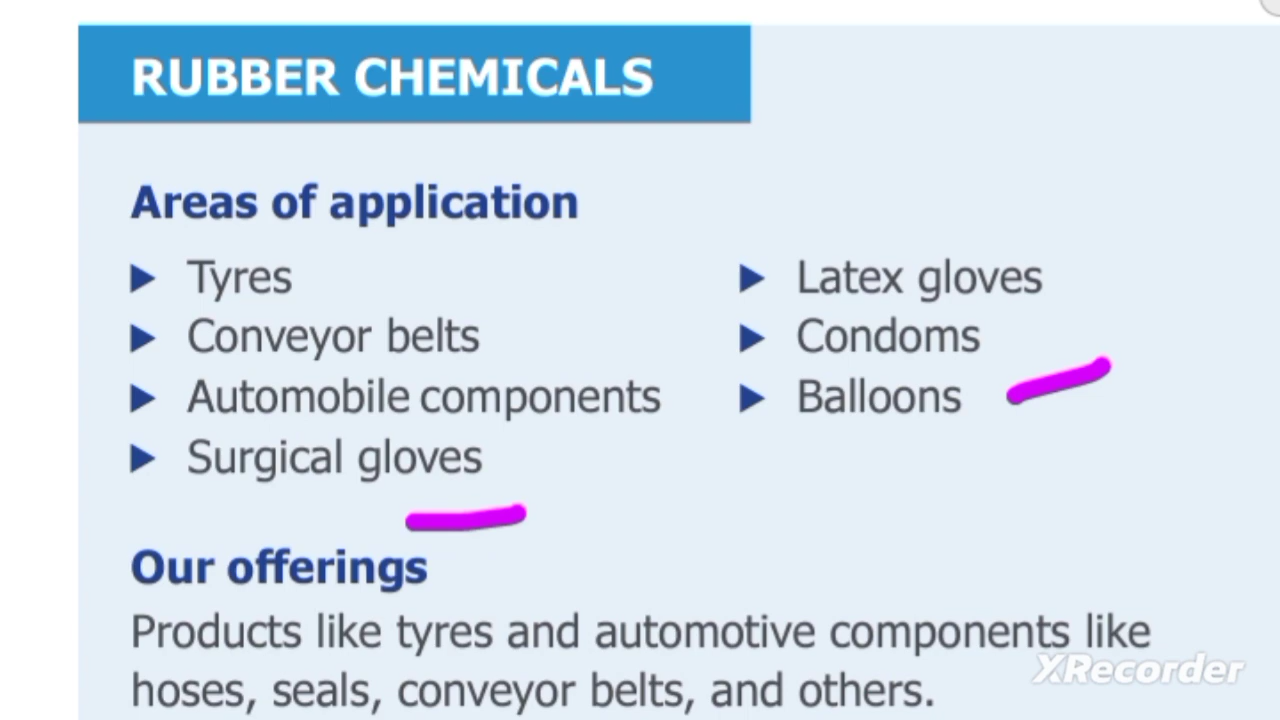 RUBBER CHEMICALS
Areas of application
Tyres
Conveyor belts
Automobile components
Surgical gloves
Latex gloves
Condoms
Balloons
Our offerings
Products like tyres and automotive components like
hoses, seals, conveyor belts, and others.
XRecorder